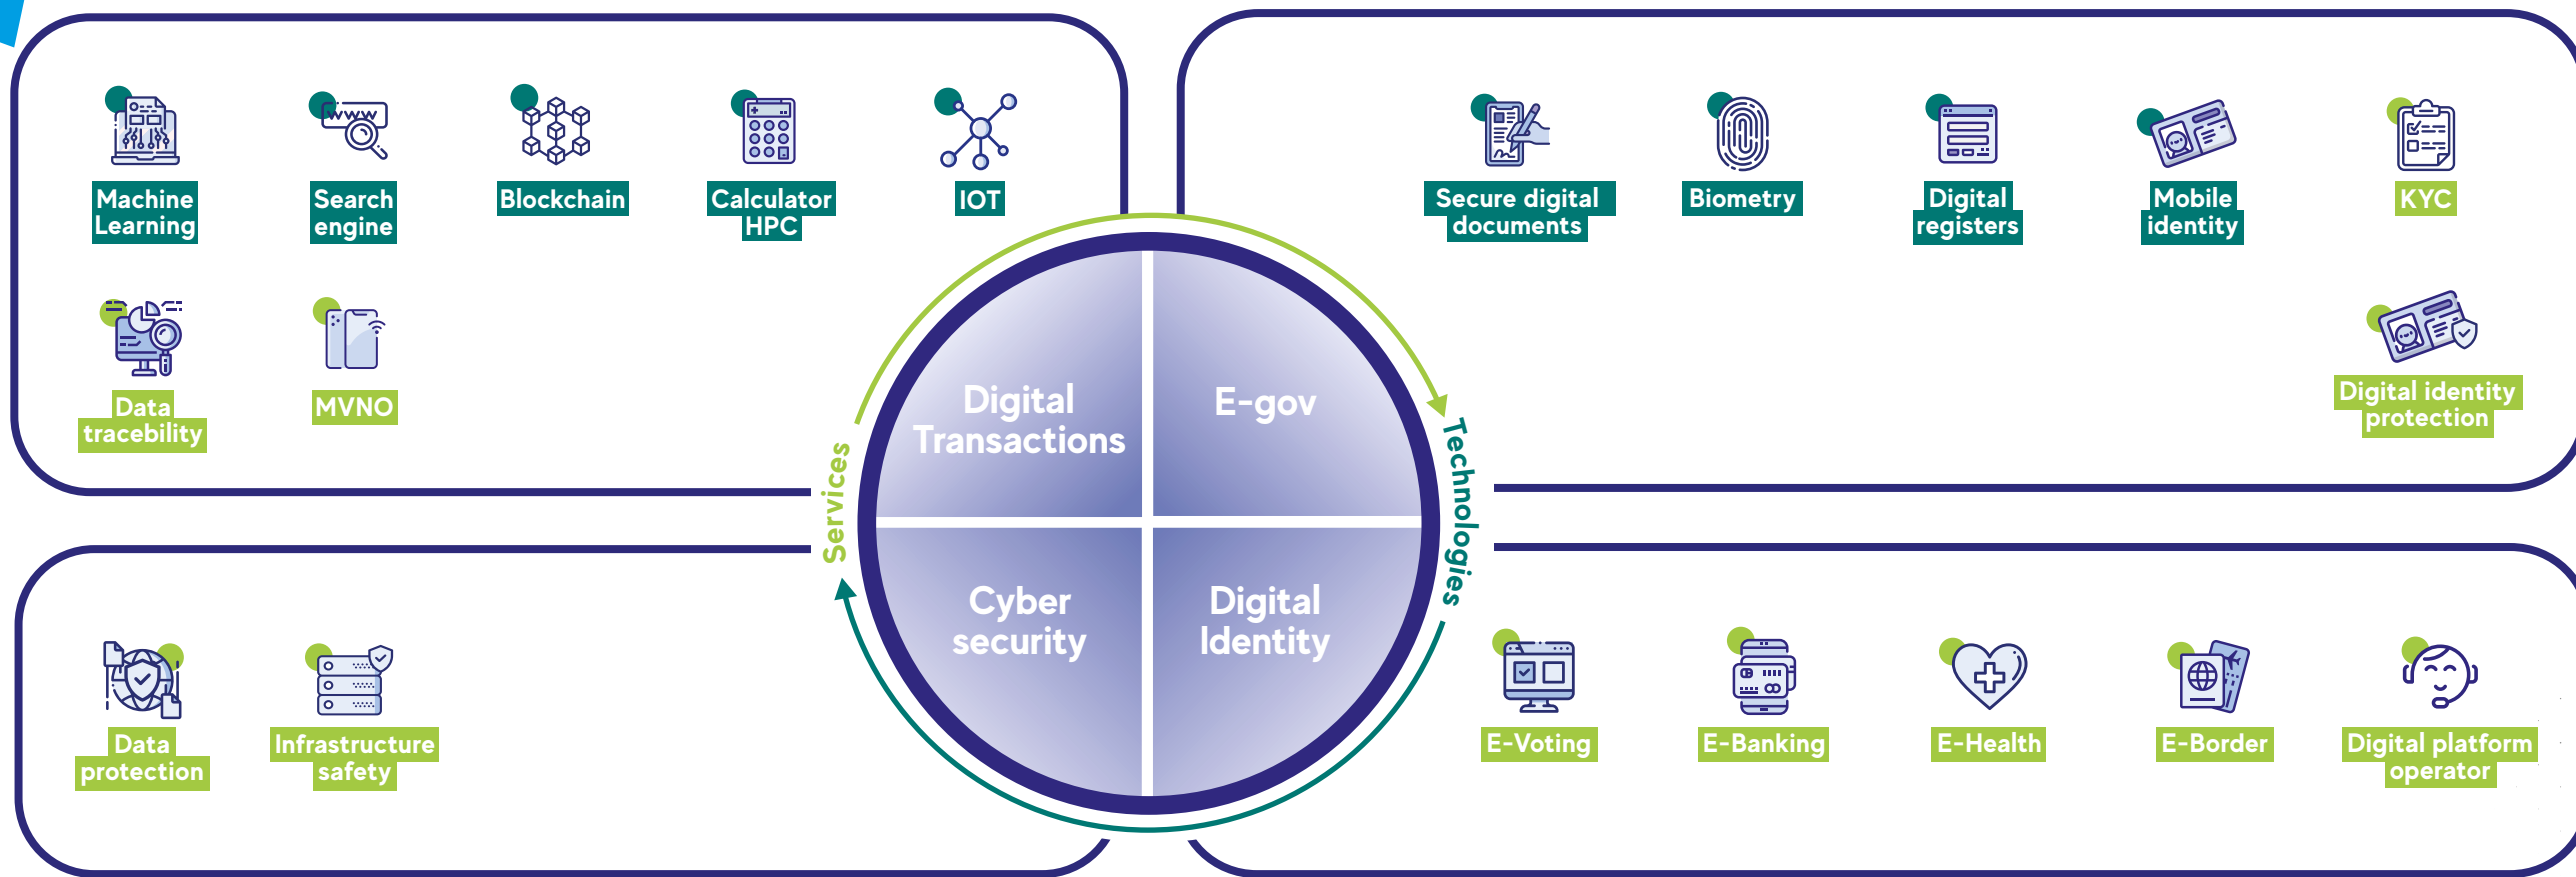 WWW
Machine
Learning
Search
engine
Blockchain
Calculator
HPC
IOT
Data
tracebility
MVNO
Secure digital
documents
Biometry
Digital
registers
Mobile
identity
KYC
Digital identity
protection
Services
Digital
Transactions
E-gov
Cyber
security
Digital
Identity
Technologies
Data
protection
Infrastructure
safety
E-Voting
E-Banking
E-Health
E-Border
Digital platform
operator